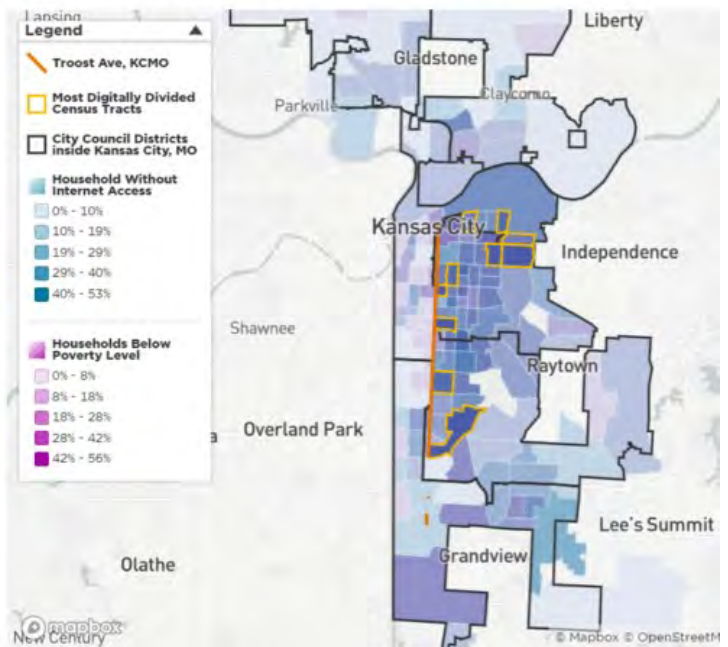 Lansing
Legend
Troost Ave, KCMO
Most Digitally Divided
Census Tracts
City Council Districts
inside Kansas City, MO
Household Without
Internet Access
0% - 10%
10% - 19%
19% - 29%
29% - 40%
40% - 53%
Households Below
Poverty Level
0% - 8%
8% - 18%
18% - 28%
28% - 42%
42% - 56%
Liberty
Gladstone
Claycomo
Parkville
Kansas City
Independence
Shawnee
Raytown
a
Overland Park
Lee's Summit
Grandview
Olathe
mapbox
New Century
© Mapbox © OpenStreetM